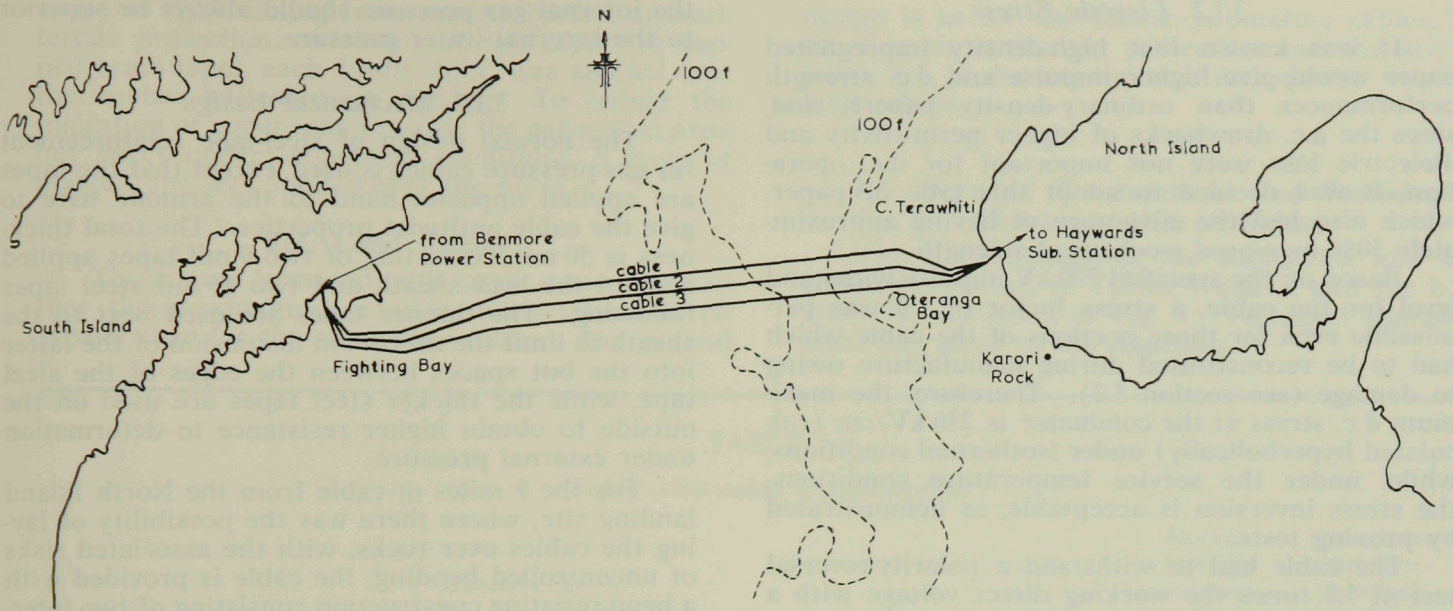 N
100 f
100 f.
North Island
C. Terawhiti
to Haywards
Sub. Station
from Benmore
Power Station
cable 1
cable 2
cable 3
Oteranga
Bay
South Island
Fighting Bay
Karori
Rock